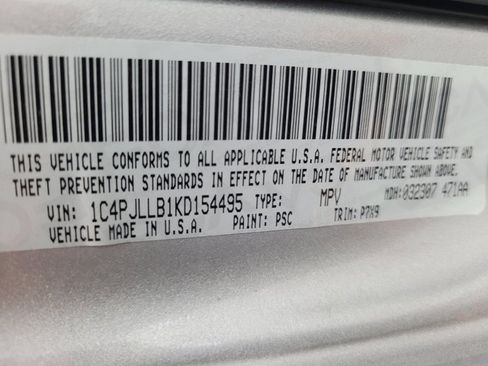 THIS VEHICLE CONFORMS TO ALL APPLICABLE U.S.A. FEDERAL MOTOR VEHICLE SAFETY AND
THEFT PREVENTION STANDARDS IN EFFECT ON THE DATE OF MANUFACTURE SHOWN ABOVE.
VIN: 1C4PJLLB1KD154495 TYPE: MPV MDH: 032307 471AA
VEHICLE MADE IN U.S.A. PAINT: PSC TRIM: P7X9